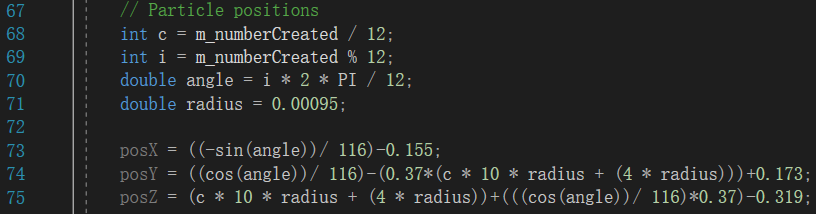 67 // Particle positions
68 int c = m_numberCreated / 12;
69 int i = m_numberCreated % 12;
70 double angle = i * 2 * PI / 12;
71 double radius = 0.00095;
72
73 posX = ((-sin(angle))/ 116)-0.155;
74 posY = ((cos(angle))/ 116)-(0.37*(c * 10 * radius + (4 * radius)))+0.173;
75 posZ = (c * 10 * radius + (4 * radius))+(((cos(angle))/ 116)*0.37)-0.319;